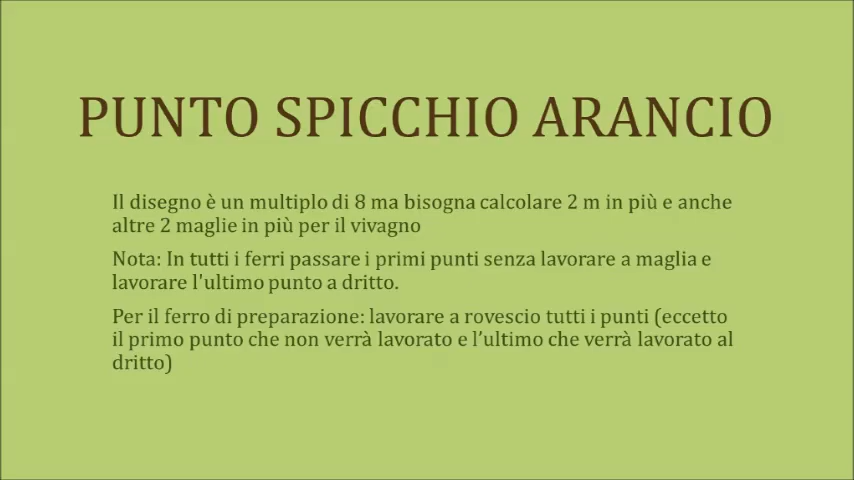 PUNTO SPICCHIO ARANCIO
Il disegno è un multiplo di 8 ma bisogna calcolare 2 m in più e anche
altre 2 maglie in più per il vivagno
Nota: In tutti i ferri passare i primi punti senza lavorare a maglia e
lavorare l'ultimo punto a dritto.
Per il ferro di preparazione: lavorare a rovescio tutti i punti (eccetto
il primo punto che non verrà lavorato e l’ultimo che verrà lavorato al
dritto)